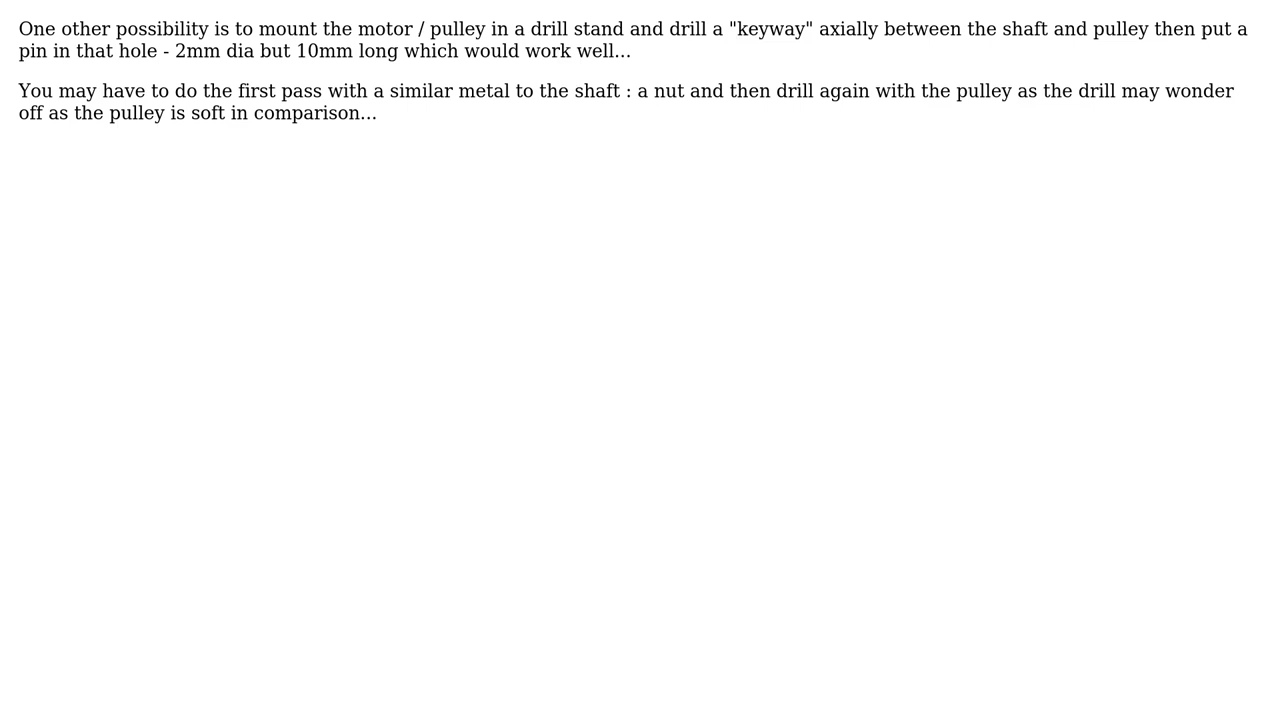 One other possibility is to mount the motor / pulley in a drill stand and drill a "keyway" axially between the shaft and pulley then put a
pin in that hole - 2mm dia but 10mm long which would work well...
You may have to do the first pass with a similar metal to the shaft : a nut and then drill again with the pulley as the drill may wonder
off as the pulley is soft in comparison...